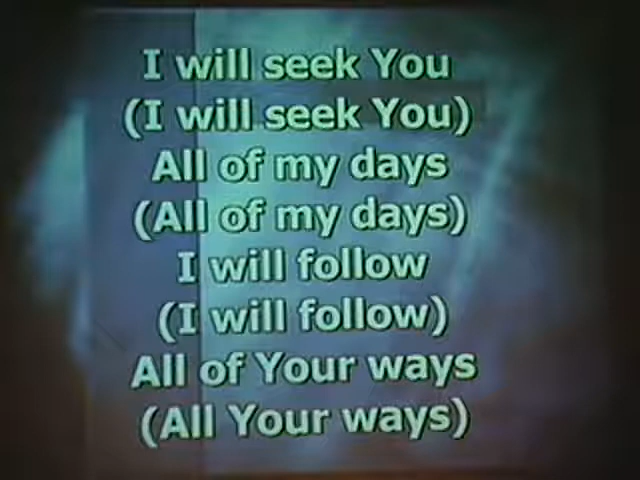 I will seek You
(I will seek You)
All of my days
(All of my days)
I will follow
(I will follow)
All of Your ways
(All Your ways)